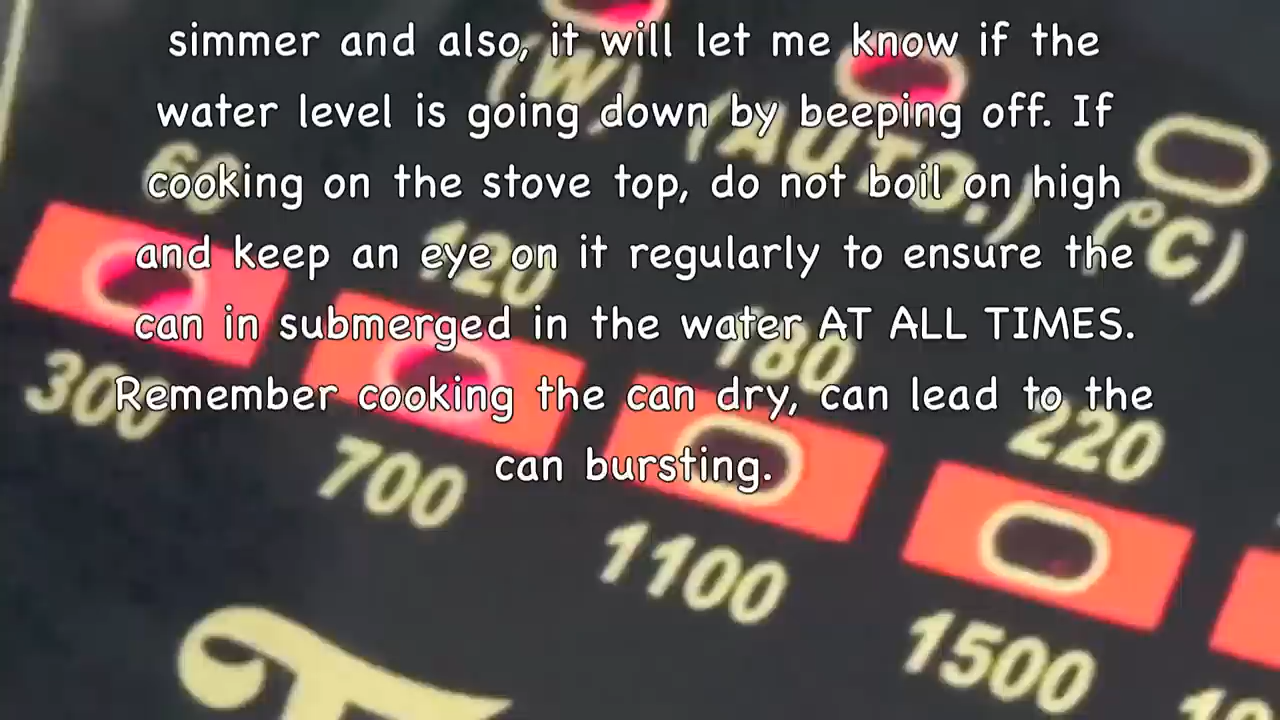 simmer and also, it will let me know if the
water level is going down by beeping off. If
cooking on the stove top, do not boil on high
and keep an eye on it regularly to ensure the
can in submerged in the water AT ALL TIMES.
Remember cooking the can dry, can lead to the
can bursting.
(W) (AUTO.) (°C)
60 120 180 220
300 700 1100 1500